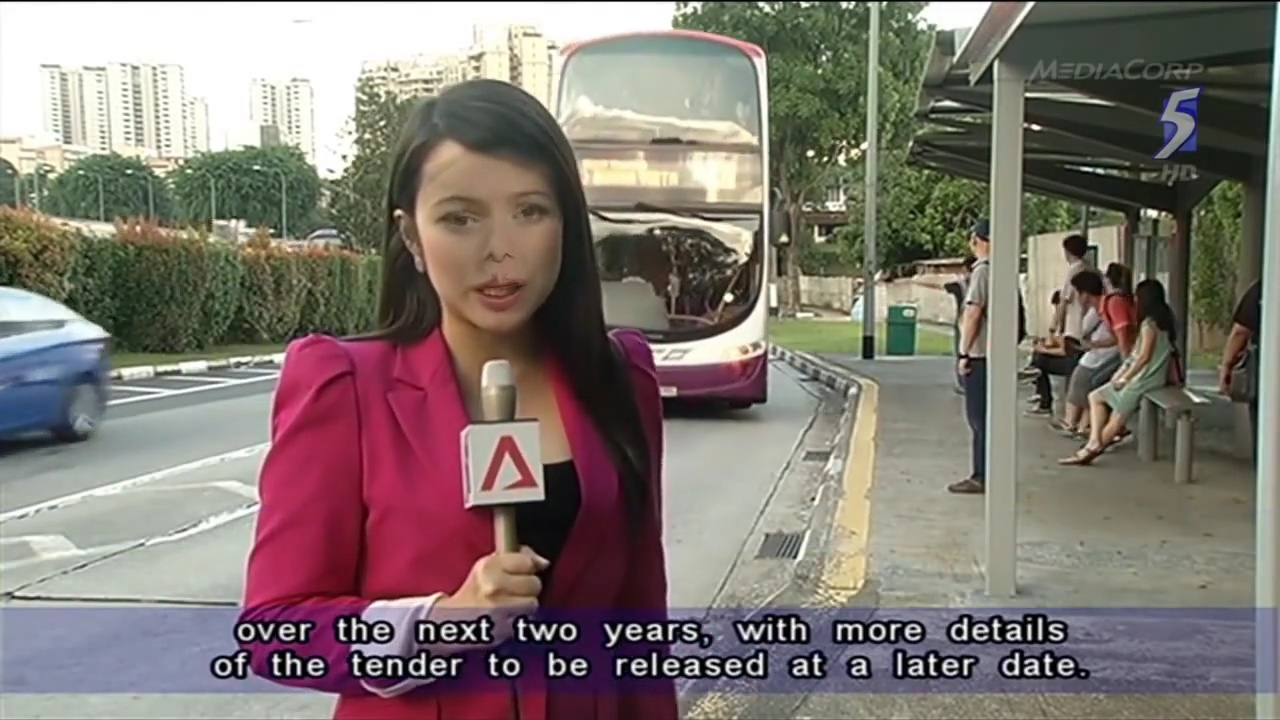 MEDIACORP
5
HD
over the next two years, with more details
of the tender to be released at a later date.